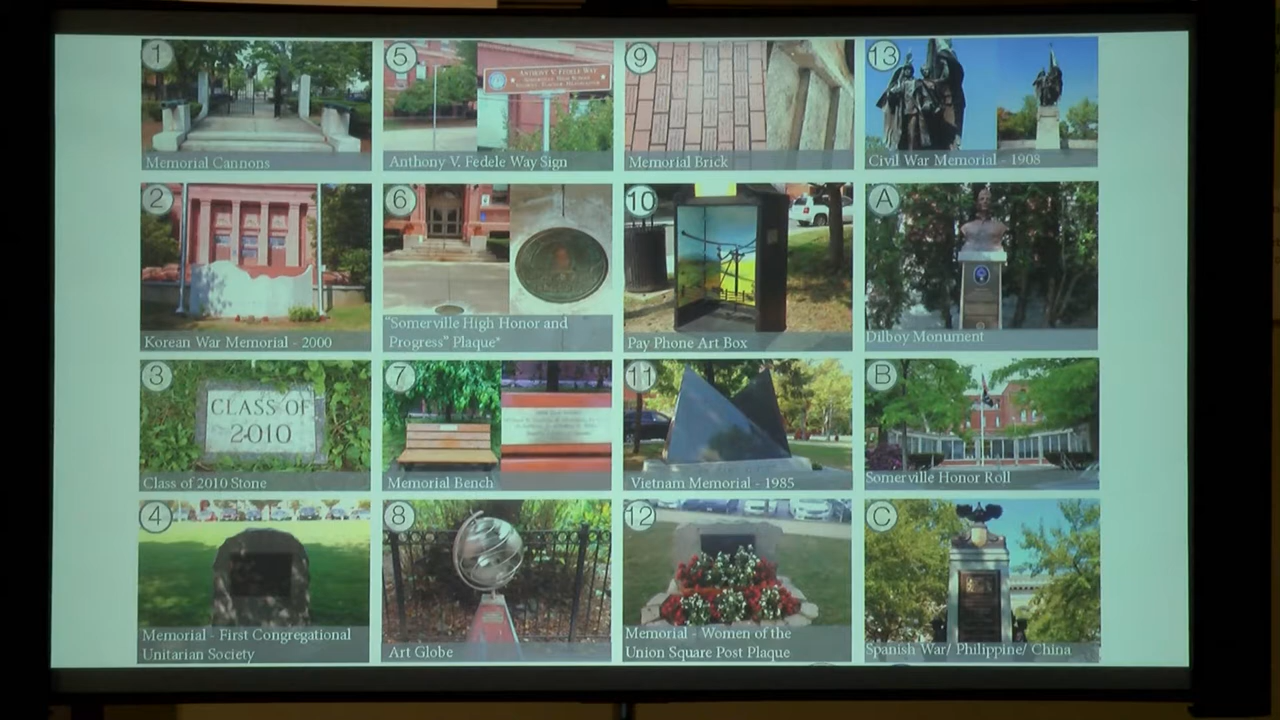 1
Memorial Cannons
5
ANTHONY V. FEDELE WAY
Anthony V. Fedele Way Sign
9
Memorial Brick
13
Civil War Memorial - 1908
2
Korean War Memorial - 2000
6
"Somerville High Honor and
Progress" Plaque*
10
Pay Phone Art Box
A
Dilboy Monument
3
CLASS OF
2010
Class of 2010 Stone
7
Memorial Bench
11
Vietnam Memorial - 1985
B
Somerville Honor Roll
4
Memorial - First Congregational
Unitarian Society
8
Art Globe
12
Memorial - Women of the
Union Square Post Plaque
C
Spanish War/ Philippine/ China